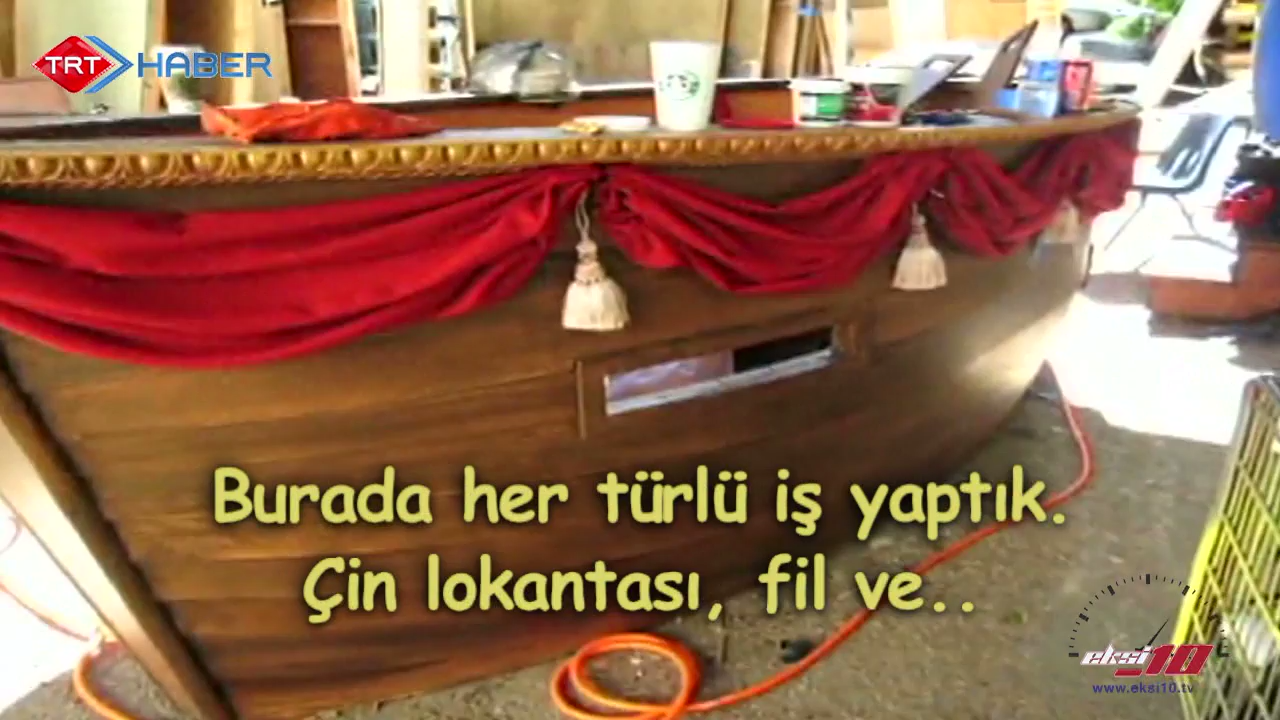 TRT HABER
Burada her türlü iş yaptık.
Çin lokantası, fil ve..
eksi10
www.eksi10.tv